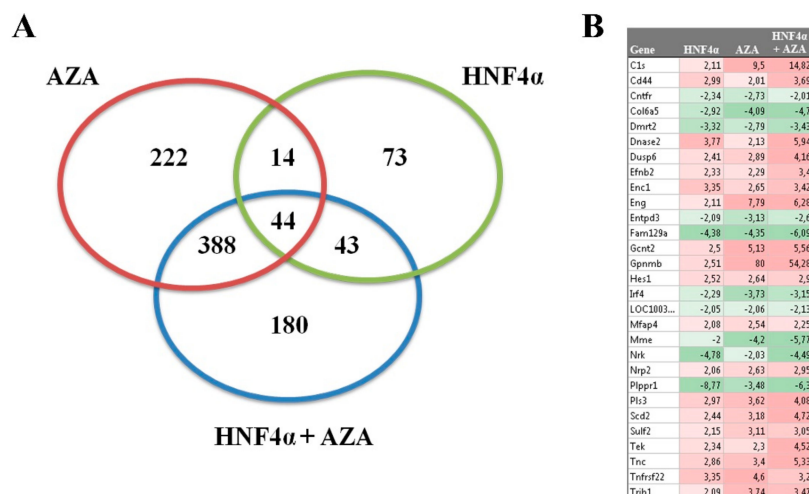 A
AZA
HNF4α
222
14
73
44
388
43
180
HNF4α + AZA
B
Gene HNF4α AZA HNF4α + AZA
C1s 2,11 9,5 14,82
Cd44 2,99 2,01 3,69
Cntfr -2,34 -2,73 -2,01
Col6a5 -2,92 -4,09 -4,7
Dmrt2 -3,32 -2,79 -3,43
Dnase2 3,77 2,13 5,94
Dusp6 2,41 2,89 4,16
Efnb2 2,33 2,29 3,4
Enc1 3,35 2,65 3,42
Eng 2,11 7,79 6,28
Entpd3 -2,09 -3,13 -2,6
Fam129a -4,38 -4,35 -6,09
Gcnt2 2,5 5,13 5,56
Gpnmb 2,51 80 54,28
Hes1 2,52 2,64 2,9
Irf4 -2,29 -3,73 -3,15
LOC1003... -2,05 -2,06 -2,13
Mfap4 2,08 2,54 2,25
Mme -2 -4,2 -5,77
Nrk -4,78 -2,03 -4,49
Nrp2 2,06 2,63 2,95
Plppr1 -8,77 -3,48 -6,3
Pls3 2,97 3,62 4,08
Scd2 2,44 3,18 4,72
Sulf2 2,15 3,11 3,05
Tek 2,34 2,3 4,52
Tnc 2,86 3,4 5,33
Tnfrsf22 3,35 4,6
Trib1 2,09 3,74